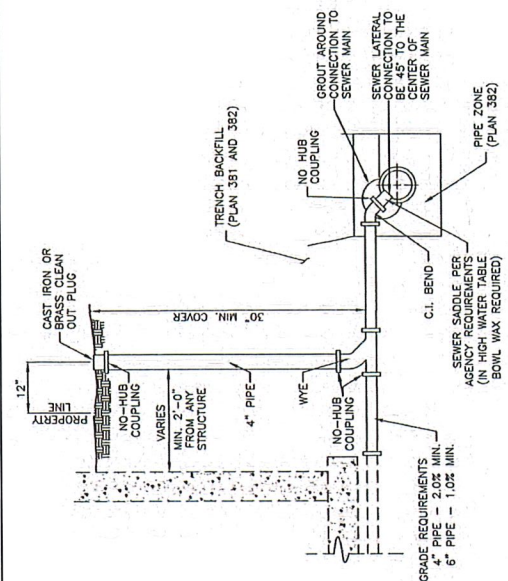 CAST IRON OR
BRASS CLEAN
OUT PLUG
12"
PROPERTY
LINE
NO-HUB
COUPLING
VARIES
MIN. 2'-0"
FROM ANY
STRUCTURE
4" PIPE
30" MIN. COVER
WYE
NO-HUB
COUPLING
GRADE REQUIREMENTS
4" PIPE - 2.0% MIN.
6" PIPE - 1.0% MIN.
TRENCH BACKFILL
(PLAN 381 AND 382)
NO HUB
COUPLING
GROUT AROUND
CONNECTION TO
SEWER MAIN
SEWER LATERAL
CONNECTION TO
BE 45° TO THE
CENTER OF
SEWER MAIN
PIPE ZONE
(PLAN 382)
C.I. BEND
SEWER SADDLE PER
AGENCY REQUIREMENTS
(IN HIGH WATER TABLE
BOWL WAX REQUIRED)